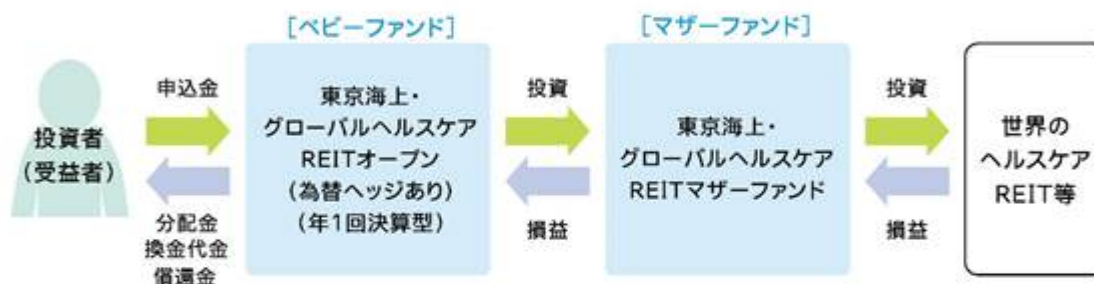 [ベビーファンド]
[マザーファンド]
投資者
(受益者)
申込金
分配金
換金代金
償還金
東京海上・
グローバルヘルスケア
REITオープン
(為替ヘッジあり)
(年1回決算型)
投資
損益
東京海上・
グローバルヘルスケア
REITマザーファンド
投資
損益
世界の
ヘルスケア
REIT等